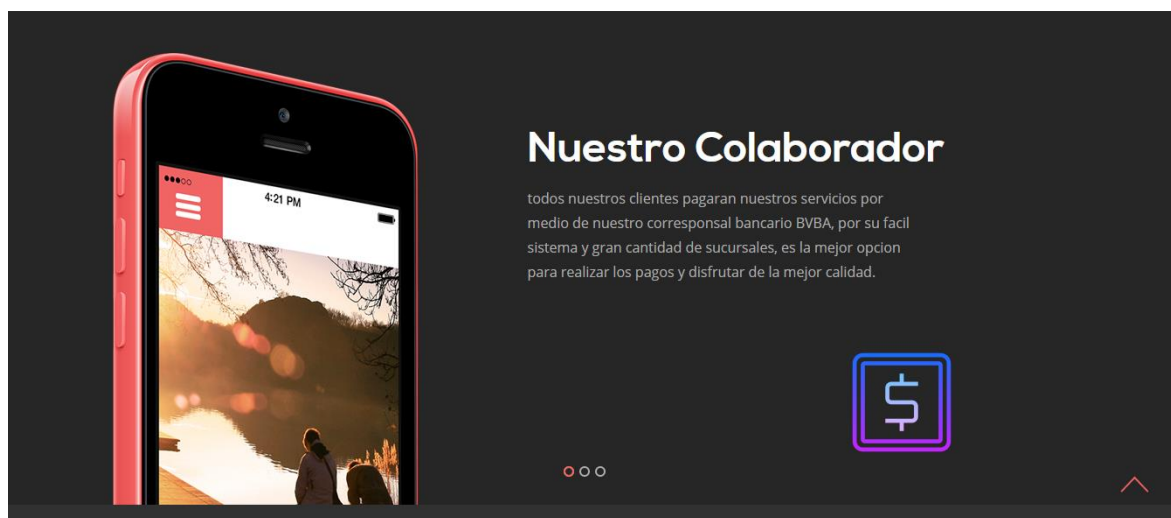 4:21 PM
Nuestro Colaborador
todos nuestros clientes pagaran nuestros servicios por
medio de nuestro corresponsal bancario BVBA, por su facil
sistema y gran cantidad de sucursales, es la mejor opcion
para realizar los pagos y disfrutar de la mejor calidad.
$